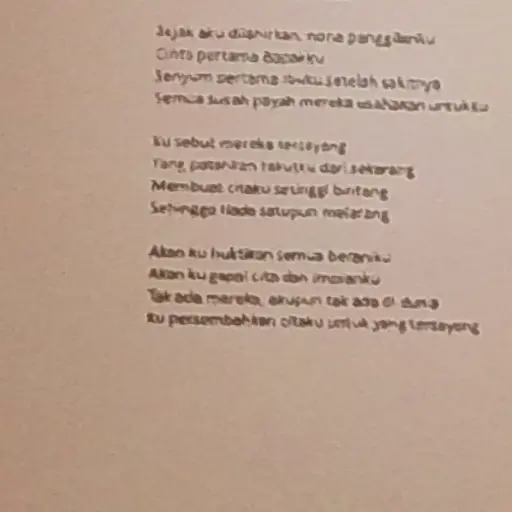 Sejak aku dilahirkan, nona panggilanku
Cinta pertama Bapakku
Senyum pertama ibuku setelah sakitnya
Semua susah payah mereka usahakan untukku

Ku sebut mereka tersayang
Yang patahkan takutku dari sekarang
Membuat citaku setinggi bintang
Sehingga tiada satupun melarang

Akan ku buktikan semua beraniku
Akan ku gapai cita dan impianku
Tak ada mereka, akupun tak ada di dunia
Ku persembahkan citaku untuk yang tersayang